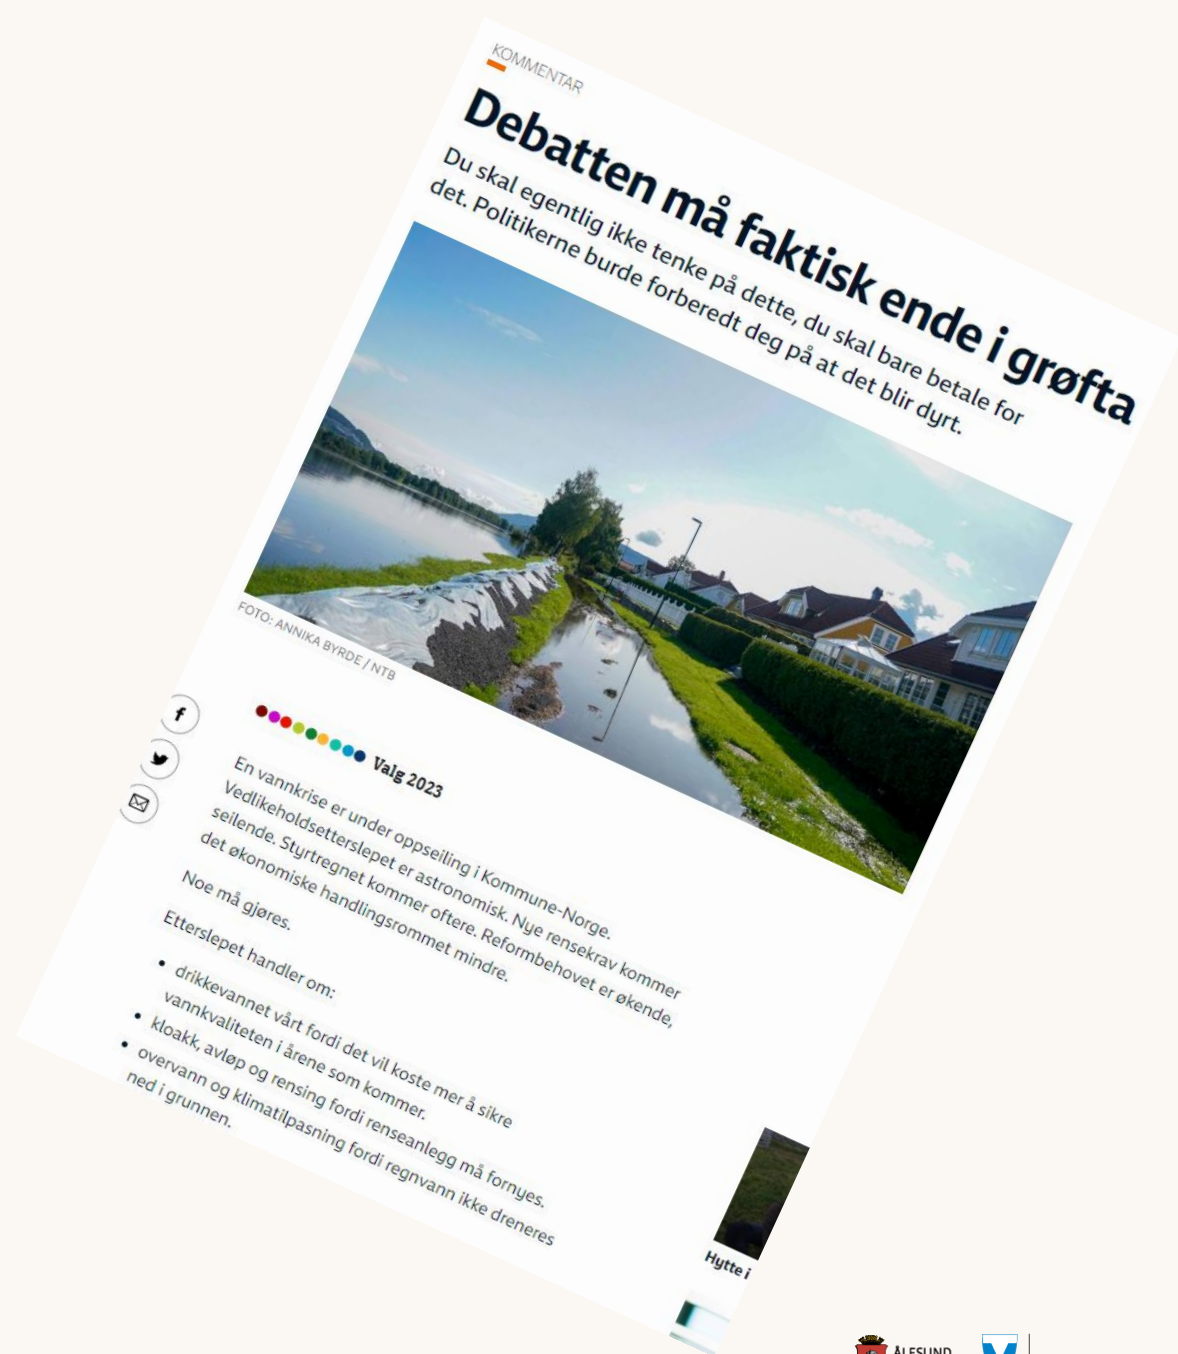 KOMMENTAR
Debatten må faktisk ende i grøfta
Du skal egentlig ikke tenke på dette, du skal bare betale for
det. Politikerne burde forberedt deg på at det blir dyrt.
FOTO: ANNIKA BYRDE / NTB
Valg 2023
En vannkrise er under oppseiling i Kommune-Norge.
Vedlikeholdsetterslepet er astronomisk. Nye rensekrav kommer
seilende. Styrtregnet kommer oftere. Reformbehovet er økende,
det økonomiske handlingsrommet mindre.
Noe må gjøres.
Etterslepet handler om:
• drikkevannet vårt fordi det vil koste mer å sikre
vannkvaliteten i årene som kommer.
• kloakk, avløp og rensing fordi renseanlegg må fornyes.
• overvann og klimatilpasning fordi regnvann ikke dreneres
ned i grunnen.
Hytte i
ÅLESUND